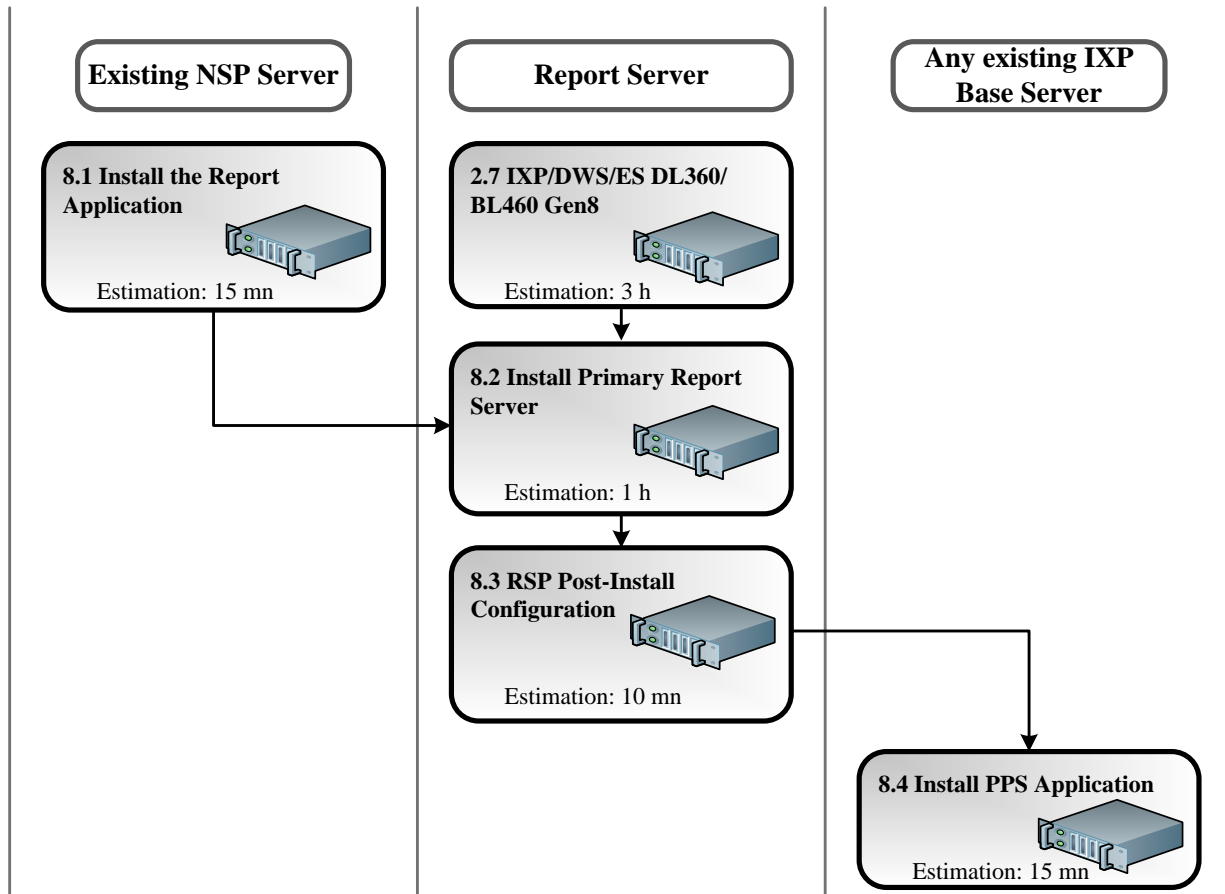 Existing NSP Server
Report Server
Any existing IXP
Base Server
8.1 Install the Report
Application
Estimation: 15 mn
2.7 IXP/DWS/ES DL360/
BL460 Gen8
Estimation: 3 h
8.2 Install Primary Report
Server
Estimation: 1 h
8.3 RSP Post-Install
Configuration
Estimation: 10 mn
8.4 Install PPS Application
Estimation: 15 mn